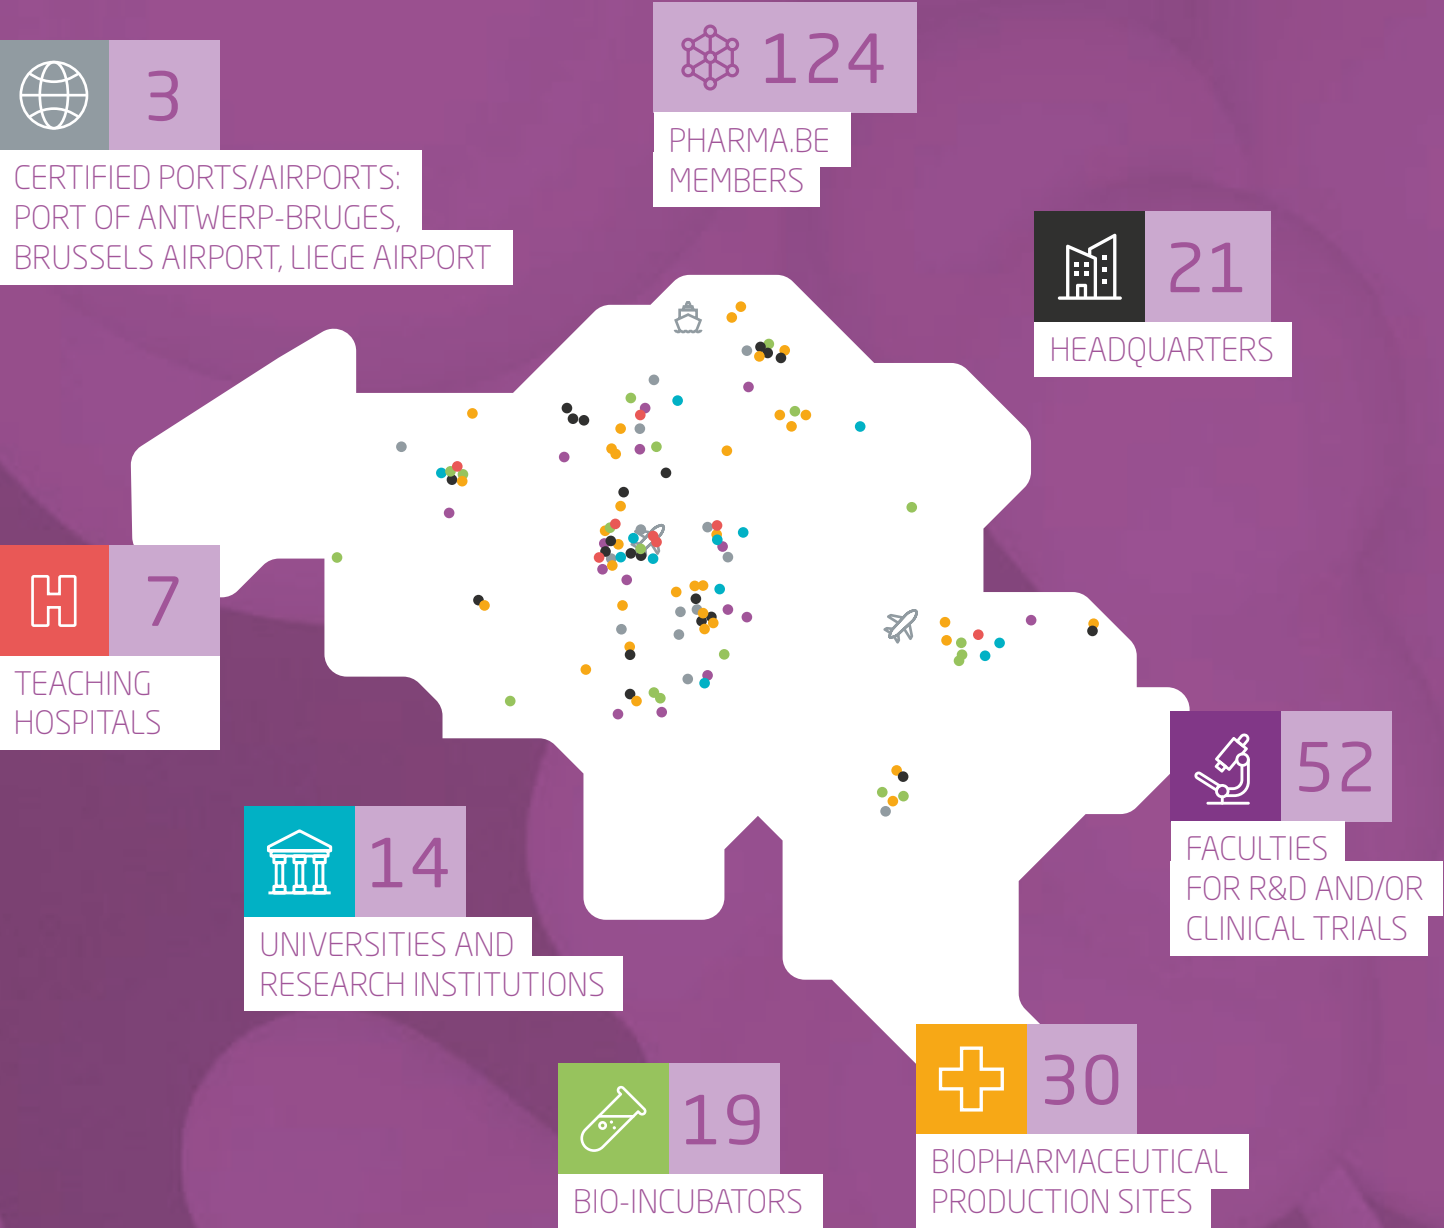 124
PHARMA.BE
MEMBERS
3
CERTIFIED PORTS/AIRPORTS:
PORT OF ANTWERP-BRUGES,
BRUSSELS AIRPORT, LIEGE AIRPORT
21
HEADQUARTERS
H
7
TEACHING
HOSPITALS
52
FACULTIES
FOR R&D AND/OR
CLINICAL TRIALS
14
UNIVERSITIES AND
RESEARCH INSTITUTIONS
30
BIOPHARMACEUTICAL
PRODUCTION SITES
19
BIO-INCUBATORS